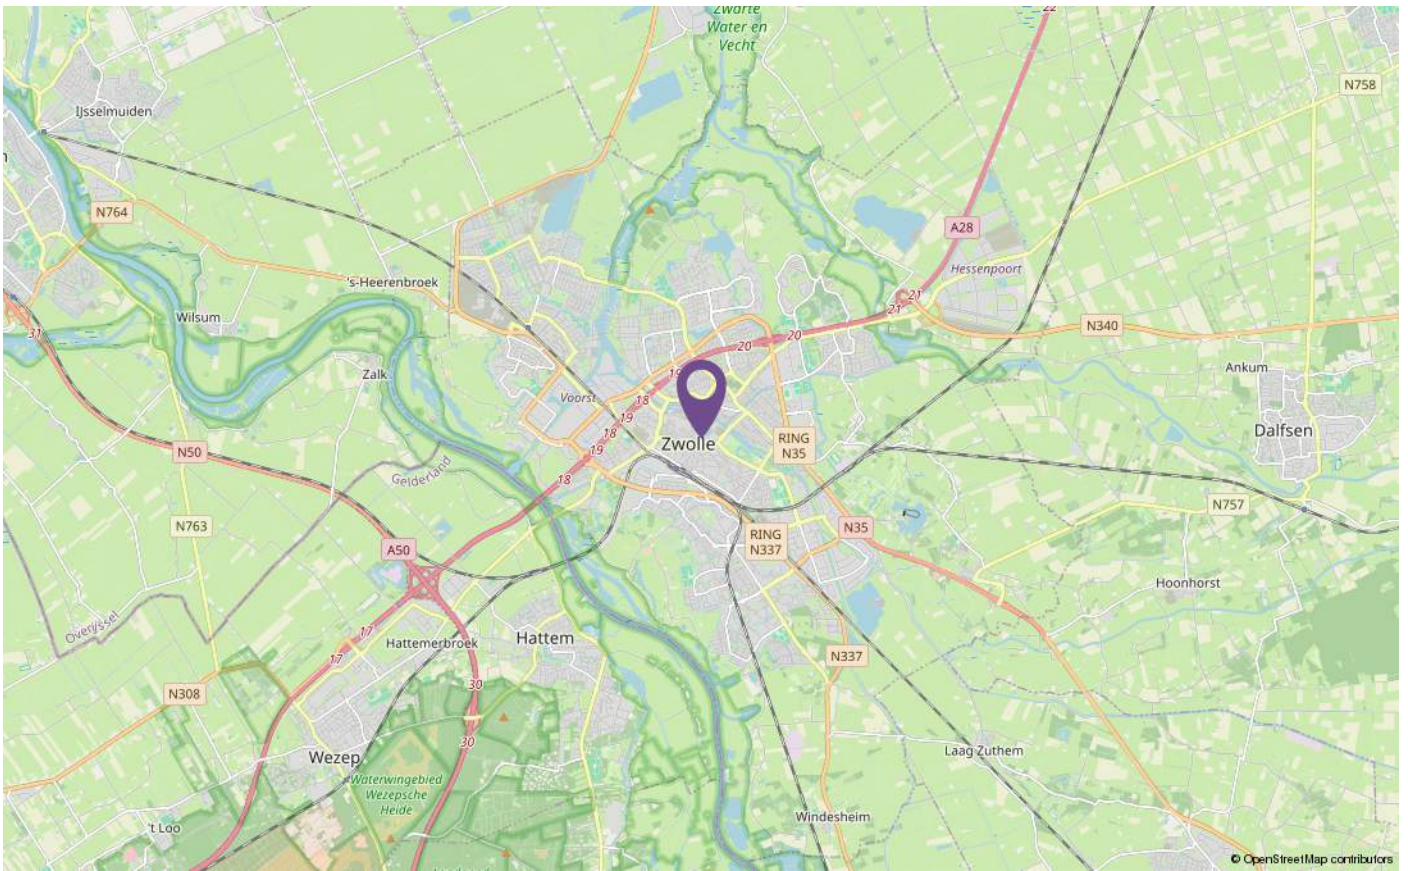 22
Zwarte
Water en
Vecht
N758
IJsselmuiden
n
N764
A28
Hessenpoort
's-Heerenbroek
21
21
Wilsum
31
N340
20
20
Zalk
19
Ankum
Voorst
18
19
18
Zwolle
RING
N35
Dalfsen
N50
19
Gelderland
18
N757
N763
N35
RING
N337
A50
Hoonhorst
Overijssel
17
Hattemerbroek
Hattem
17
N337
30
N308
30
Laag Zuthem
Wezep
Waterwingebied
Wezepsche
Heide
Windesheim
't Loo
© OpenStreetMap contributors